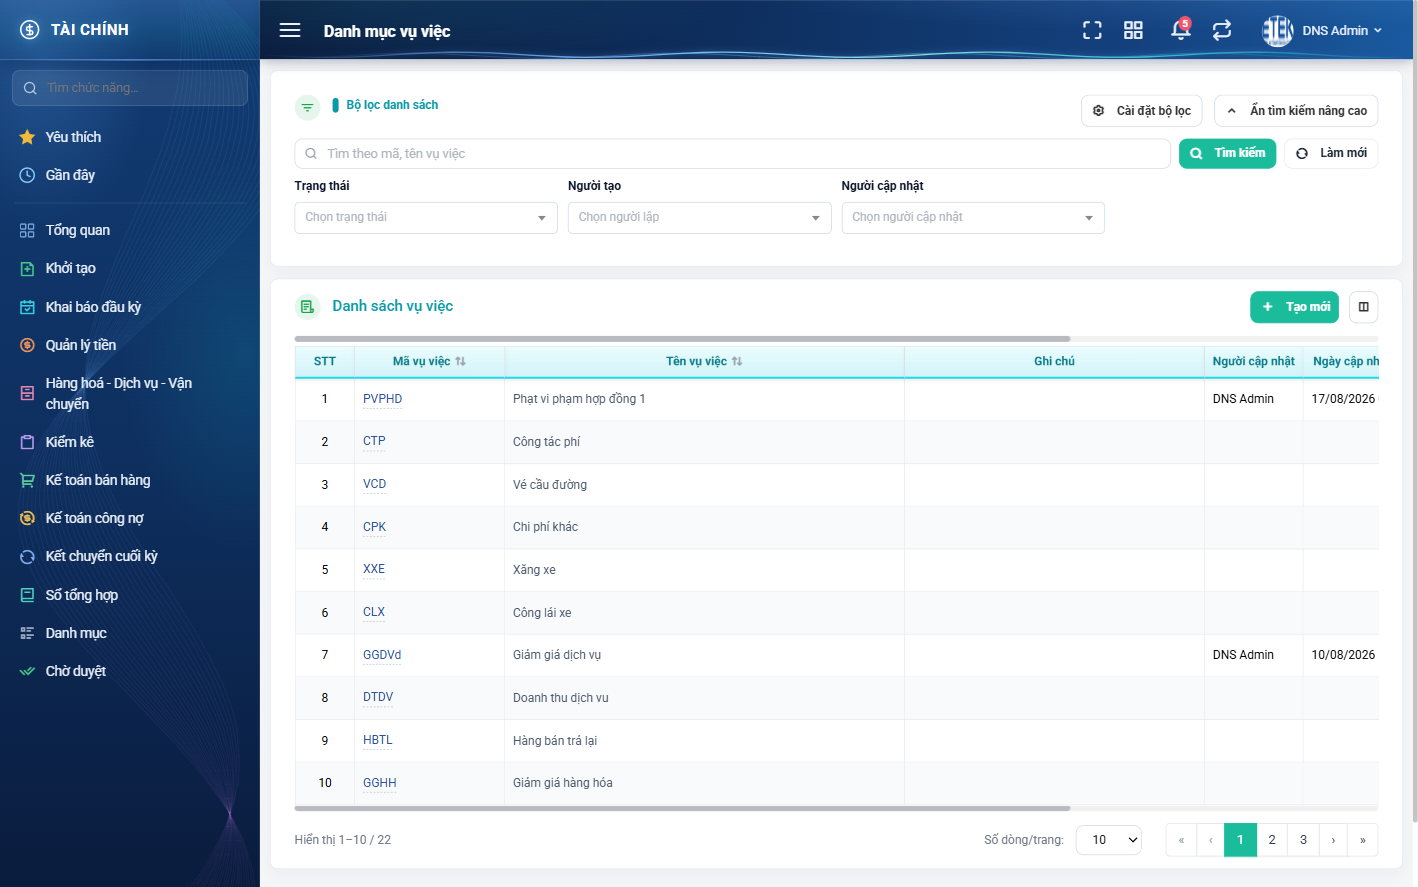 TÀI CHÍNH
Tìm chức năng...
Yêu thích
Gần đây
Tổng quan
Khởi tạo
Khai báo đầu kỳ
Quản lý tiền
Hàng hoá - Dịch vụ - Vận
chuyển
Kiểm kê
Kế toán bán hàng
Kế toán công nợ
Kết chuyển cuối kỳ
Sổ tổng hợp
Danh mục
Chờ duyệt
Danh mục vụ việc
5
DNS Admin
Bộ lọc danh sách
Cài đặt bộ lọc
Ẩn tìm kiếm nâng cao
Tìm theo mã, tên vụ việc
Tìm kiếm
Làm mới
Trạng thái
Người tạo
Người cập nhật
Chọn trạng thái
Chọn người lập
Chọn người cập nhật
Danh sách vụ việc
Tạo mới
STT Mã vụ việc Tên vụ việc Ghi chú Người cập nhật Ngày cập nh
1 PVPHD Phạt vi phạm hợp đồng 1 DNS Admin 17/08/2026
2 CTP Công tác phí
3 VCD Vé cầu đường
4 CPK Chi phí khác
5 XXE Xăng xe
6 CLX Công lái xe
7 GGDVd Giảm giá dịch vụ DNS Admin 10/08/2026
8 DTDV Doanh thu dịch vu
9 HBTL Hàng bán trả lại
10 GGHH Giảm giá hàng hóa
Hiển thị 1–10 / 22
Số dòng/trang: 10
« ‹ 1 2 3 › »